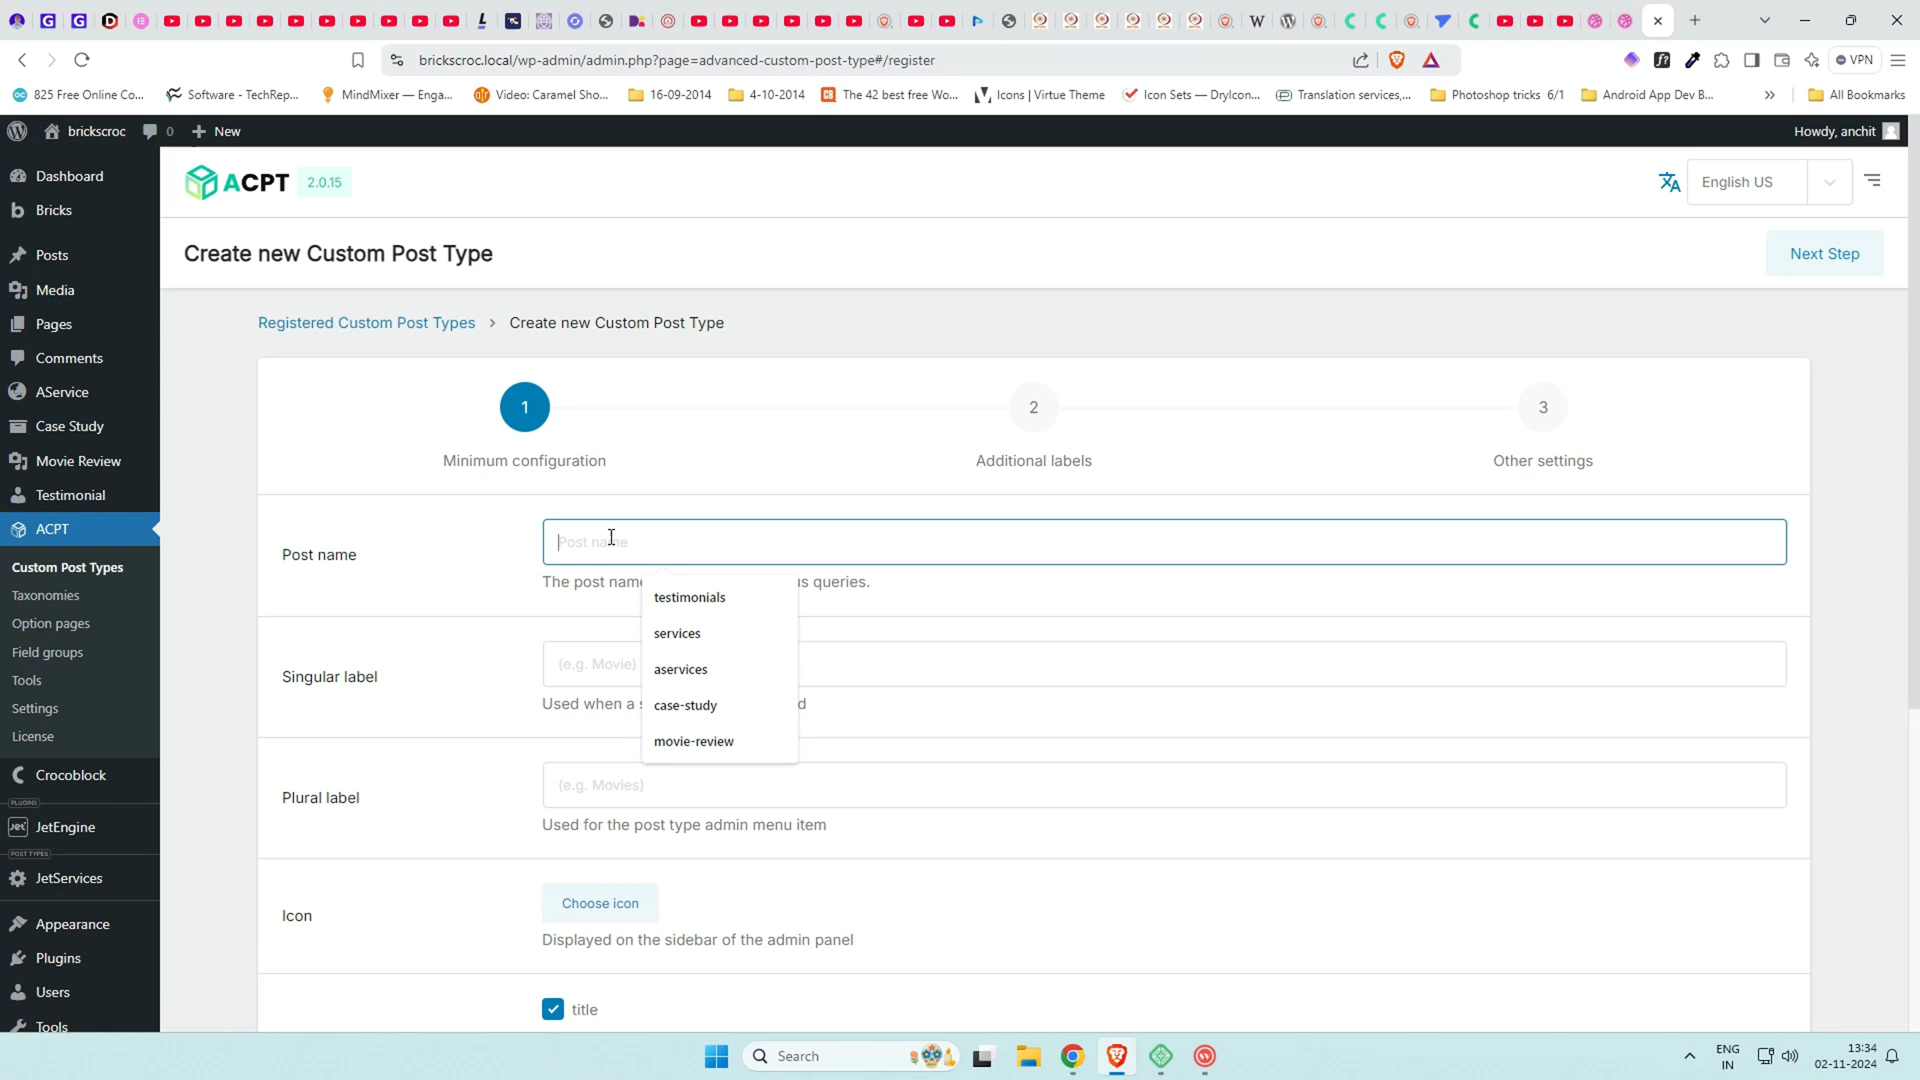 brickscroc.local/wp-admin/admin.php?page=advanced-custom-post-type#/register
VPN
825 Free Online Co...
Software - TechRep...
MindMixer — Enga...
Video: Caramel Sho...
16-09-2014
4-10-2014
The 42 best free Wo...
Icons | Virtue Theme
Icon Sets — DryIcon...
Translation services,...
Photoshop tricks 6/1
Android App Dev B...
All Bookmarks
brickscroc
0
New
Howdy, anchit
Dashboard
Bricks
Posts
Media
Pages
Comments
AService
Case Study
Movie Review
Testimonial
ACPT
Custom Post Types
Taxonomies
Option pages
Field groups
Tools
Settings
License
Crocoblock
PLUGINS
JetEngine
POST TYPES
JetServices
Appearance
Plugins
Users
Tools
ACPT
2.0.15
English US
Create new Custom Post Type
Next Step
Registered Custom Post Types > Create new Custom Post Type
1
2
3
Minimum configuration
Additional labels
Other settings
Post name
Post name
The post name
us queries.
testimonials
services
aservices
case-study
movie-review
Singular label
(e.g. Movie)
Used when a s
d
Plural label
(e.g. Movies)
Used for the post type admin menu item
Icon
Choose icon
Displayed on the sidebar of the admin panel
title
Search
ENG
IN
13:34
02-11-2024